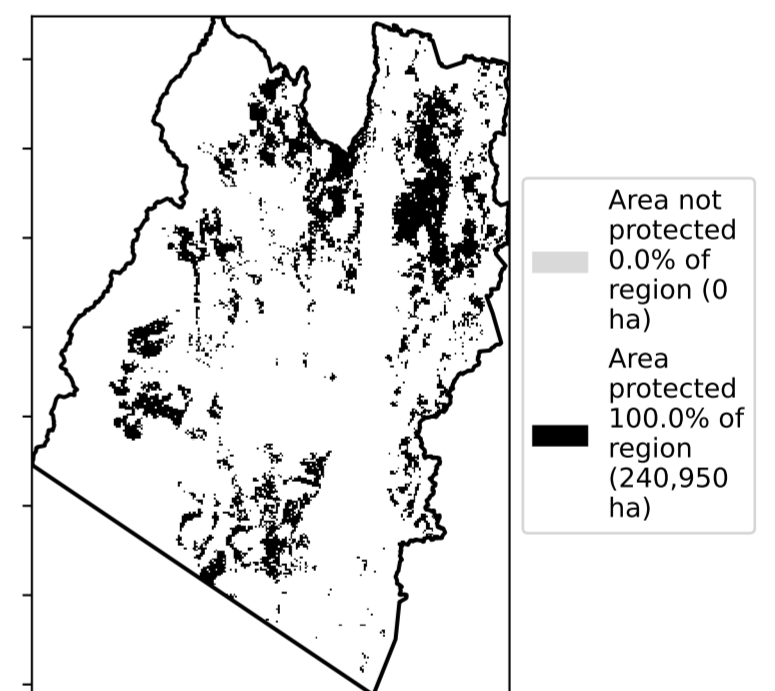 Area not
protected
0.0% of
region (0
ha)
Area
protected
100.0% of
region
(240,950
ha)